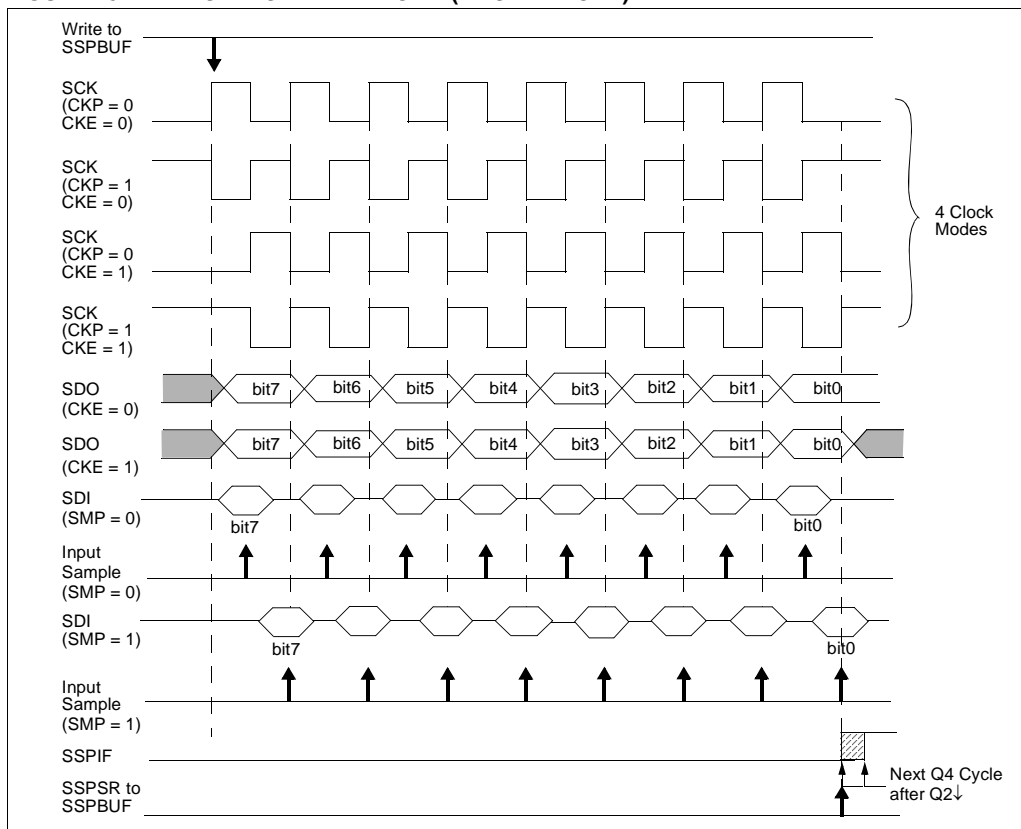 Write to
SSPBUF
SCK
(CKP = 0
CKE = 0)
SCK
(CKP = 1
CKE = 0)
SCK
(CKP = 0
CKE = 1)
SCK
(CKP = 1
CKE = 1)
4 Clock
Modes
SDO
(CKE = 0)
bit7 bit6 bit5 bit4 bit3 bit2 bit1 bit0
SDO
(CKE = 1)
bit7 bit6 bit5 bit4 bit3 bit2 bit1 bit0
SDI
(SMP = 0)
bit7 bit0
Input
Sample
(SMP = 0)
SDI
(SMP = 1)
bit7 bit0
Input
Sample
(SMP = 1)
SSPIF
SSPSR to
SSPBUF
Next Q4 Cycle
after Q2↓